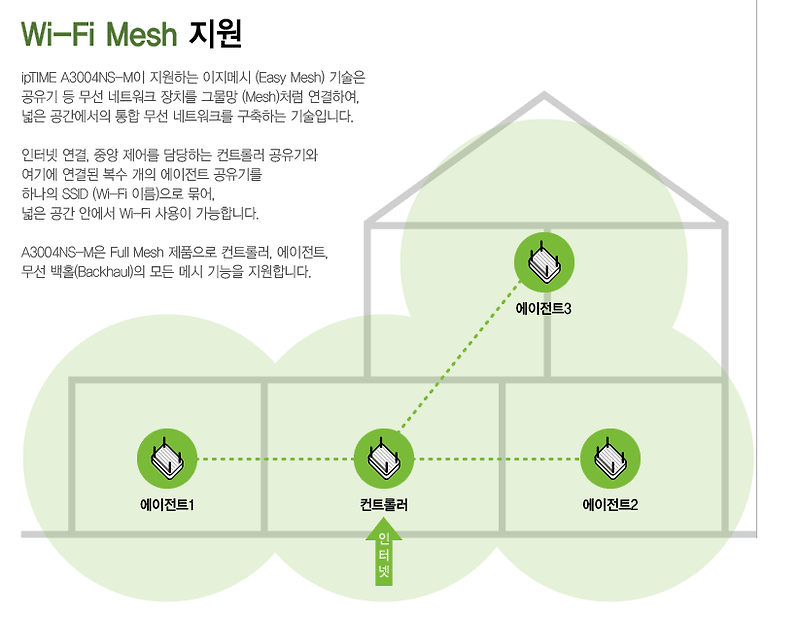 Wi-Fi Mesh 지원
ipTIME A3004NS-M이 지원하는 이지메시 (Easy Mesh) 기술은
공유기 등 무선 네트워크 장치를 그물망 (Mesh)처럼 연결하여,
넓은 공간에서의 통합 무선 네트워크를 구축하는 기술입니다.
인터넷 연결, 중앙 제어를 담당하는 컨트롤러 공유기와
여기에 연결된 복수 개의 에이전트 공유기를
하나의 SSID (Wi-Fi 이름)으로 묶어,
넓은 공간 안에서 Wi-Fi 사용이 가능합니다.
A3004NS-M은 Full Mesh 제품으로 컨트롤러, 에이전트,
무선 백홀(Backhaul)의 모든 메시 기능을 지원합니다.
에이전트3
에이전트1
컨트롤러
에이전트2
인
터
넷